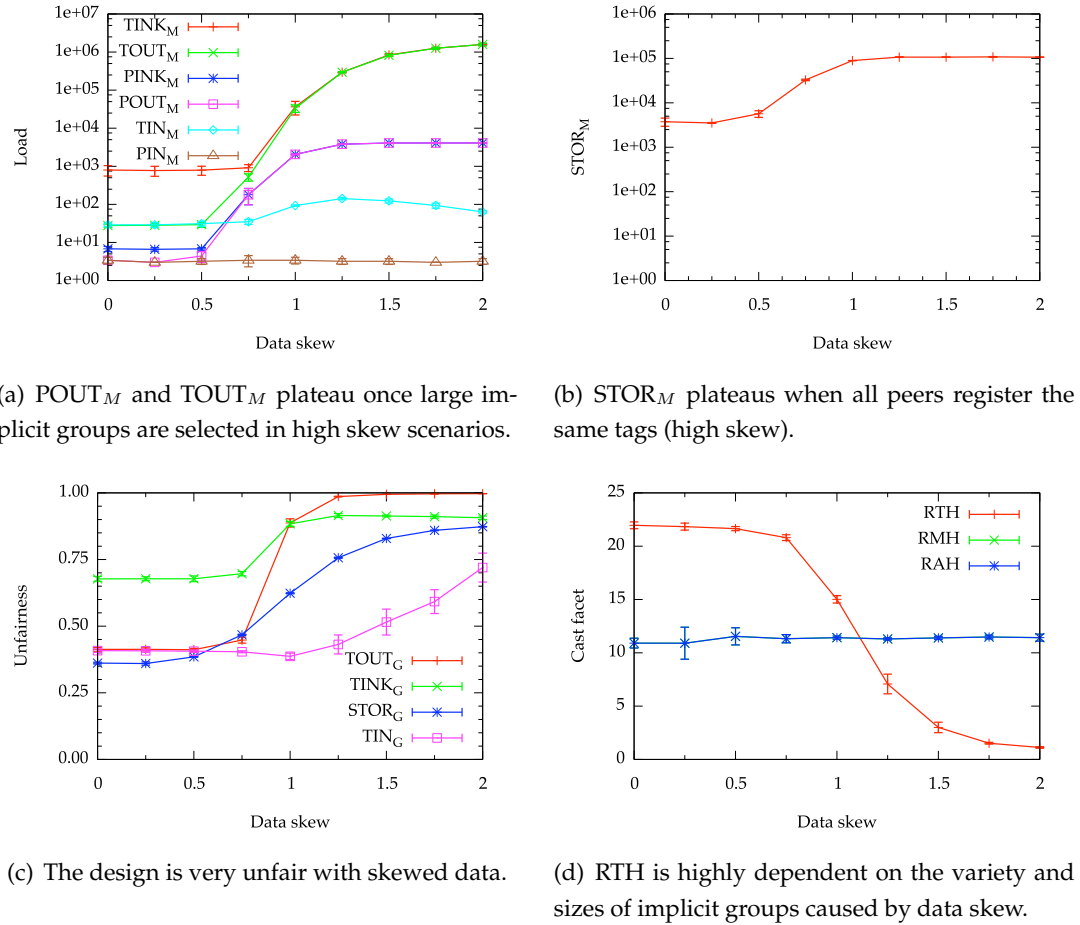 1e+08
1e+07
1e+06
1e+05
1e+04
1e+03
1e+02
1e+01
1e+00
Load
TINK_M
TOUT_M
PINK_M
POUT_M
TIN_M
PIN_M
0 0.5 1 1.5 2
Data skew
(a) POUT_M and TOUT_M plateau once large im-
plicit groups are selected in high skew scenarios.
1e+06
1e+05
1e+04
1e+03
1e+02
1e+01
1e+00
STOR_M
0 0.5 1 1.5 2
Data skew
(b) STOR_M plateaus when all peers register the
same tags (high skew).
1.00
0.75
0.50
0.25
0.00
Unfairness
TOUT_G
TINK_G
STOR_G
TIN_G
0 0.5 1 1.5 2
Data skew
(c) The design is very unfair with skewed data.
25
20
15
10
5
0
Cast facet
RTH
RMH
RAH
0 0.5 1 1.5 2
Data skew
(d) RTH is highly dependent on the variety and
sizes of implicit groups caused by data skew.